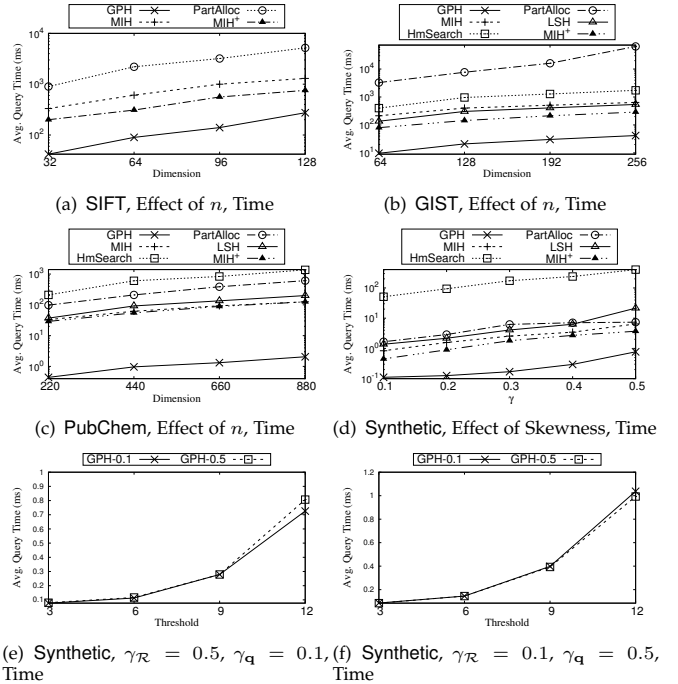 GPH PartAlloc
MIH MIH+
Avg. Query Time (ms)
10^4
10^3
10^2
32 64 96 128
Dimension
(a) SIFT, Effect of n, Time
GPH PartAlloc
MIH LSH
HmSearch MIH+
Avg. Query Time (ms)
10^4
10^3
10^2
10^1
64 128 192 256
Dimension
(b) GIST, Effect of n, Time
GPH PartAlloc
MIH LSH
HmSearch MIH+
Avg. Query Time (ms)
10^3
10^2
10^1
10^0
220 440 660 880
Dimension
(c) PubChem, Effect of n, Time
GPH PartAlloc
MIH LSH
HmSearch MIH+
Avg. Query Time (ms)
10^2
10^1
10^0
10^-1
0.1 0.2 0.3 0.4 0.5
γ
(d) Synthetic, Effect of Skewness, Time
GPH-0.1 GPH-0.5
Avg. Query Time (ms)
1
0.9
0.8
0.7
0.6
0.5
0.4
0.3
0.2
0.1
3 6 9 12
Threshold
(e) Synthetic, γR = 0.5, γq = 0.1,
Time
GPH-0.1 GPH-0.5
Avg. Query Time (ms)
1.2
1
0.8
0.6
0.4
0.2
3 6 9 12
Threshold
(f) Synthetic, γR = 0.1, γq = 0.5,
Time